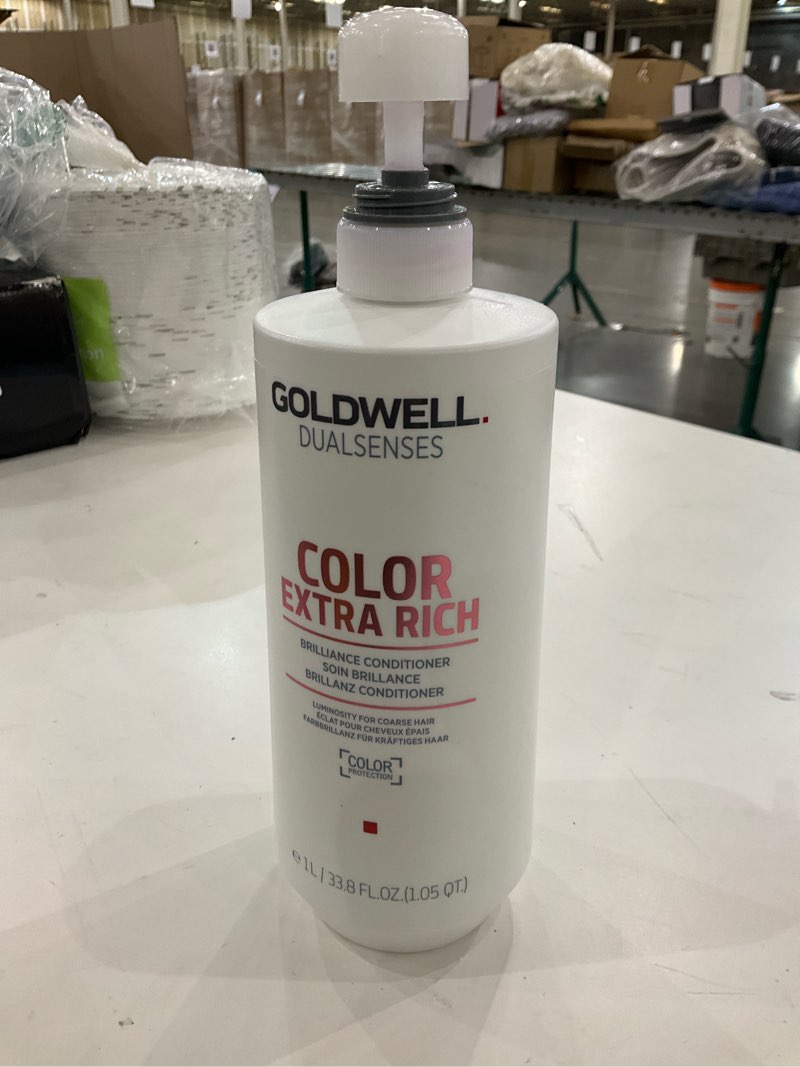 GOLDWELL.
DUALSENSES
COLOR
EXTRA RICH
BRILLIANCE CONDITIONER
SOIN BRILLANCE
BRILLANZ CONDITIONER
LUMINOSITY FOR COARSE HAIR
ÉCLAT POUR CHEVEUX ÉPAIS
FARBBRILLANZ FÜR KRÄFTIGES HAAR
COLOR
PROTECTION
℮ 1L / 33.8 FL.OZ.(1.05 QT.)